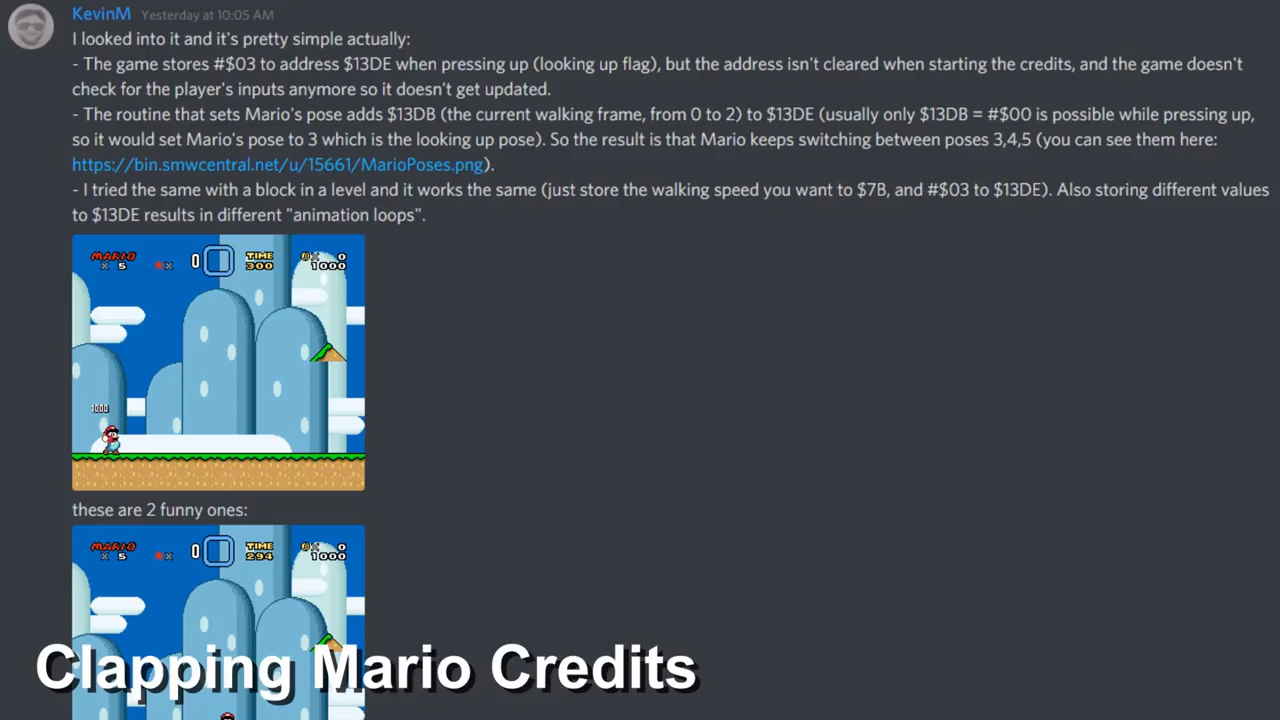 KevinM Yesterday at 10:05 AM
I looked into it and it's pretty simple actually:
- The game stores #$03 to address $13DE when pressing up (looking up flag), but the address isn't cleared when starting the credits, and the game doesn't
check for the player's inputs anymore so it doesn't get updated.
- The routine that sets Mario's pose adds $13DB (the current walking frame, from 0 to 2) to $13DE (usually only $13DB = #$00 is possible while pressing up,
so it would set Mario's pose to 3 which is the looking up pose). So the result is that Mario keeps switching between poses 3,4,5 (you can see them here:
https://bin.smwcentral.net/u/15661/MarioPoses.png).
- I tried the same with a block in a level and it works the same (just store the walking speed you want to $7B, and #$03 to $13DE). Also storing different values
to $13DE results in different "animation loops".
MARIO 0 TIME 0
x 5 x 300 1000
1000
these are 2 funny ones:
MARIO 0 TIME 0
x 5 x 294 1000
Clapping Mario Credits